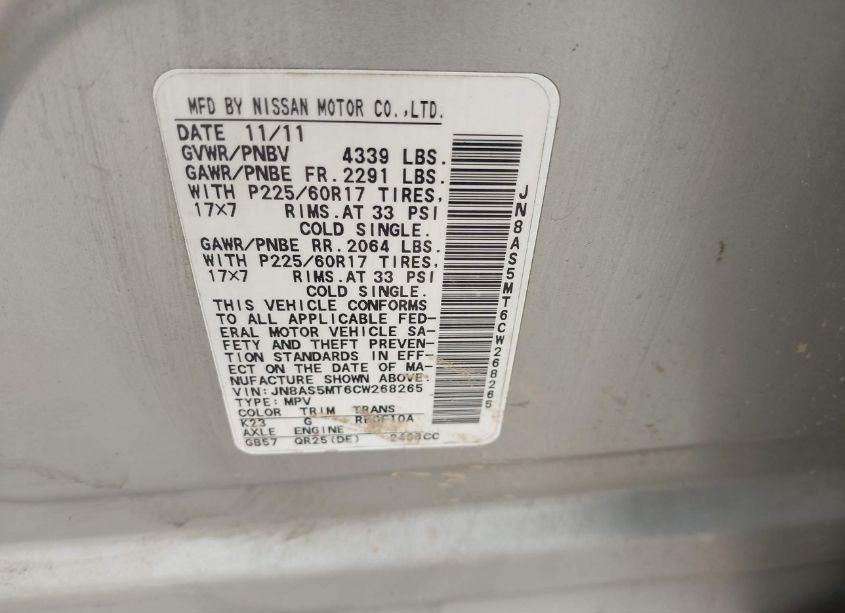 MFD BY NISSAN MOTOR CO.,LTD.
DATE 11/11
GVWR/PNBV 4339 LBS.
GAWR/PNBE FR.2291 LBS.
WITH P225/60R17 TIRES,
17×7 RIMS.AT 33 PSI
COLD SINGLE.
GAWR/PNBE RR.2064 LBS.
WITH P225/60R17 TIRES,
17×7 RIMS.AT 33 PSI
COLD SINGLE.
THIS VEHICLE CONFORMS
TO ALL APPLICABLE FED-
ERAL MOTOR VEHICLE SA-
FETY AND THEFT PREVEN-
TION STANDARDS IN EFF-
ECT ON THE DATE OF MA-
NUFACTURE SHOWN ABOVE.
VIN:JN8AS5MT6CW268265
TYPE:MPV
COLOR TRIM TRANS
K23 G
AXLE ENGINE
GB57 QR25(DE)
JN8AS5MT6CW268265